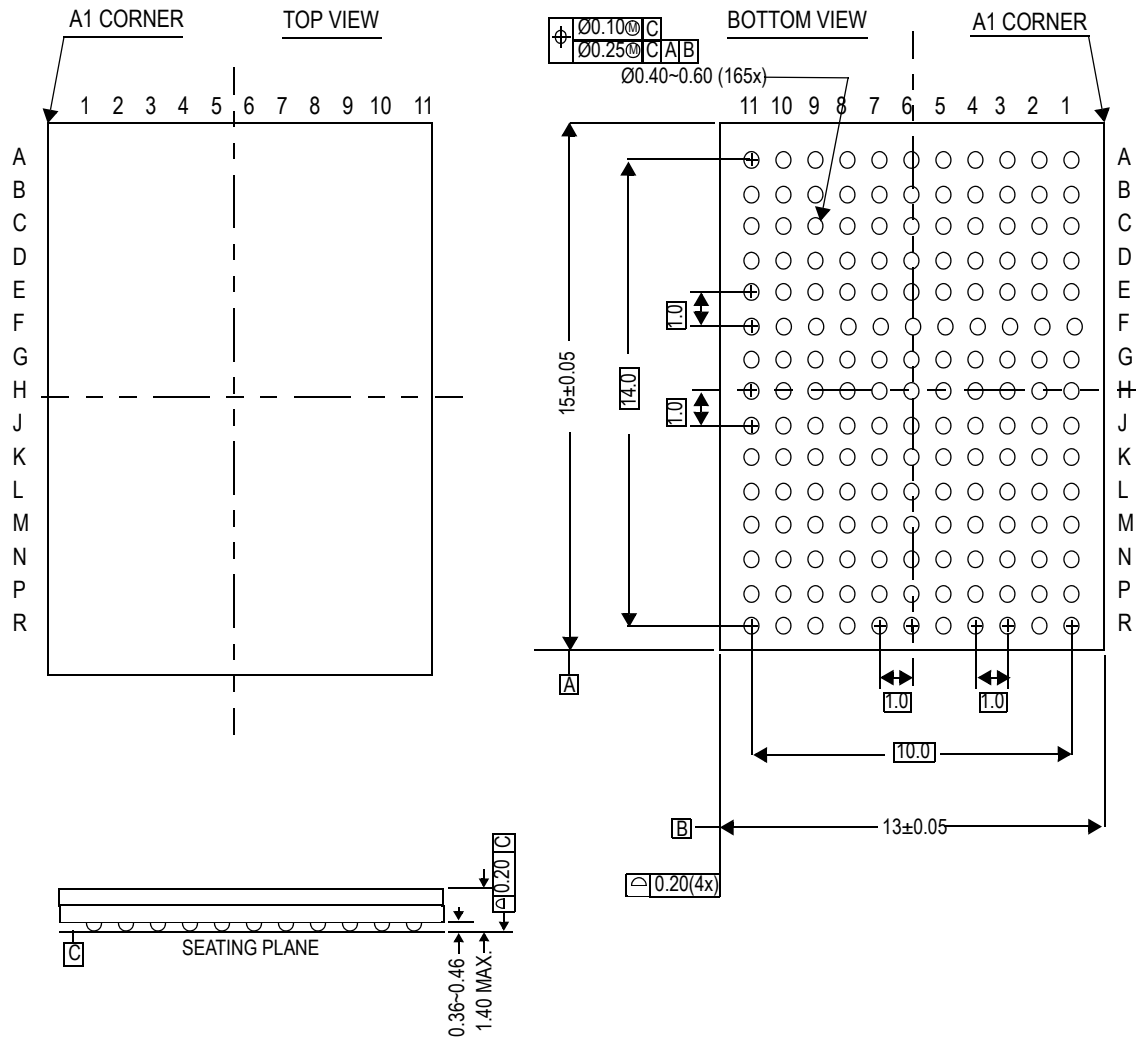 A1 CORNER
TOP VIEW
1 2 3 4 5 6 7 8 9 10 11
A
B
C
D
E
F
G
H
J
K
L
M
N
P
R
⌖ Ø0.10Ⓜ C
Ø0.25Ⓜ C A B
BOTTOM VIEW
A1 CORNER
Ø0.40~0.60 (165x)
11 10 9 8 7 6 5 4 3 2 1
A
B
C
D
E
F
G
H
J
K
L
M
N
P
R
15±0.05
14.0
1.0
1.0
A
1.0
1.0
10.0
B
13±0.05
⌓ 0.20(4x)
⌓ 0.20 C
C
SEATING PLANE
0.36~0.46
1.40 MAX.